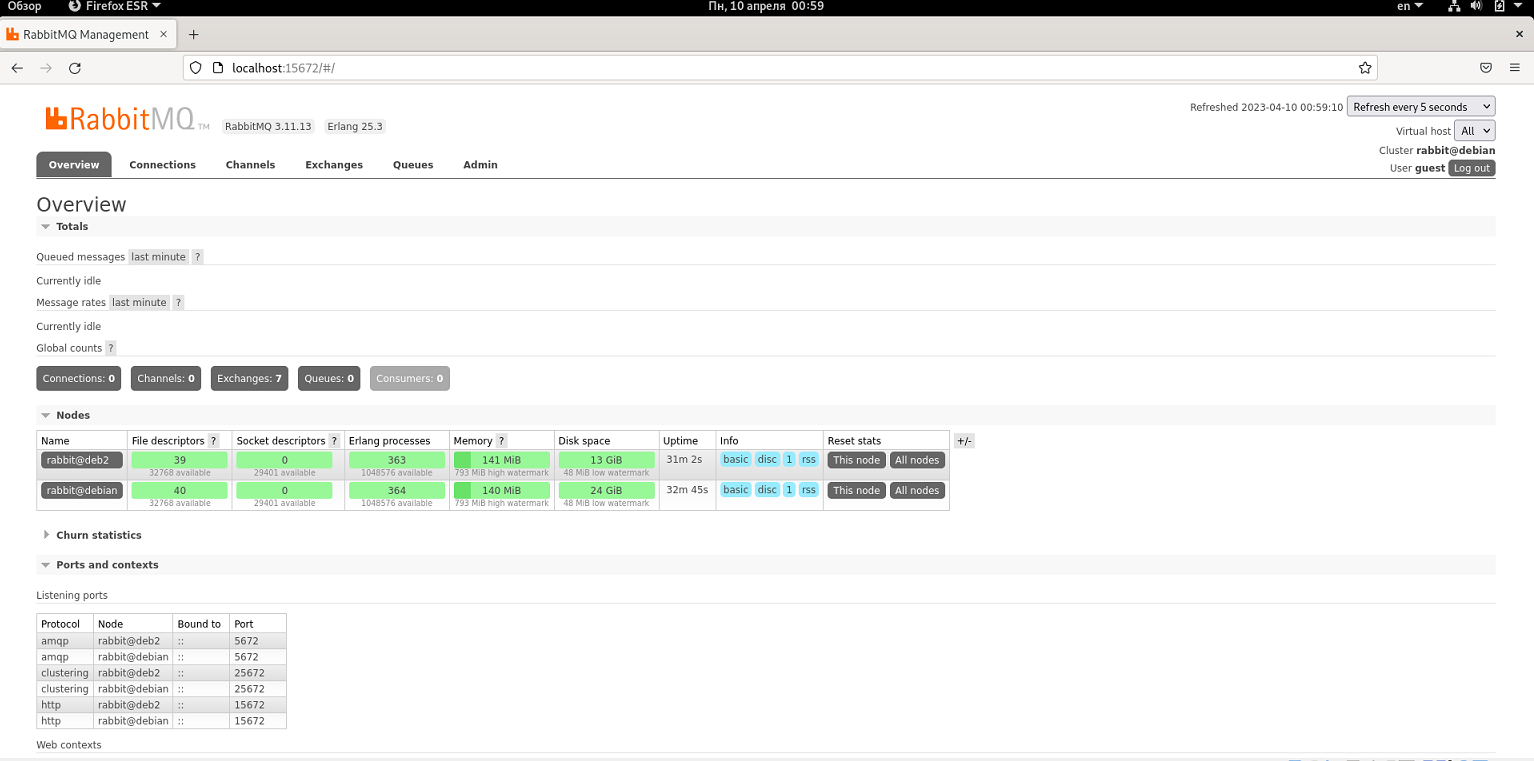 Обзор Firefox ESR Пн, 10 апреля 00:59 en
RabbitMQ Management × +
localhost:15672/#/
RabbitMQ TM RabbitMQ 3.11.13 Erlang 25.3
Refreshed 2023-04-10 00:59:10 Refresh every 5 seconds
Virtual host All
Cluster rabbit@debian
User guest Log out
Overview Connections Channels Exchanges Queues Admin
Overview
Totals
Queued messages last minute ?
Currently idle
Message rates last minute ?
Currently idle
Global counts ?
Connections: 0 Channels: 0 Exchanges: 7 Queues: 0 Consumers: 0
Nodes
Name File descriptors ? Socket descriptors ? Erlang processes Memory ? Disk space Uptime Info Reset stats +/-
rabbit@deb2 39 0 363 141 MiB 13 GiB 31m 2s basic disc 1 rss This node All nodes
32768 available 29401 available 1048576 available 793 MiB high watermark 48 MiB low watermark
rabbit@debian 40 0 364 140 MiB 24 GiB 32m 45s basic disc 1 rss This node All nodes
32768 available 29401 available 1048576 available 793 MiB high watermark 48 MiB low watermark
Churn statistics
Ports and contexts
Listening ports
Protocol Node Bound to Port
amqp rabbit@deb2 :: 5672
amqp rabbit@debian :: 5672
clustering rabbit@deb2 :: 25672
clustering rabbit@debian :: 25672
http rabbit@deb2 :: 15672
http rabbit@debian :: 15672
Web contexts